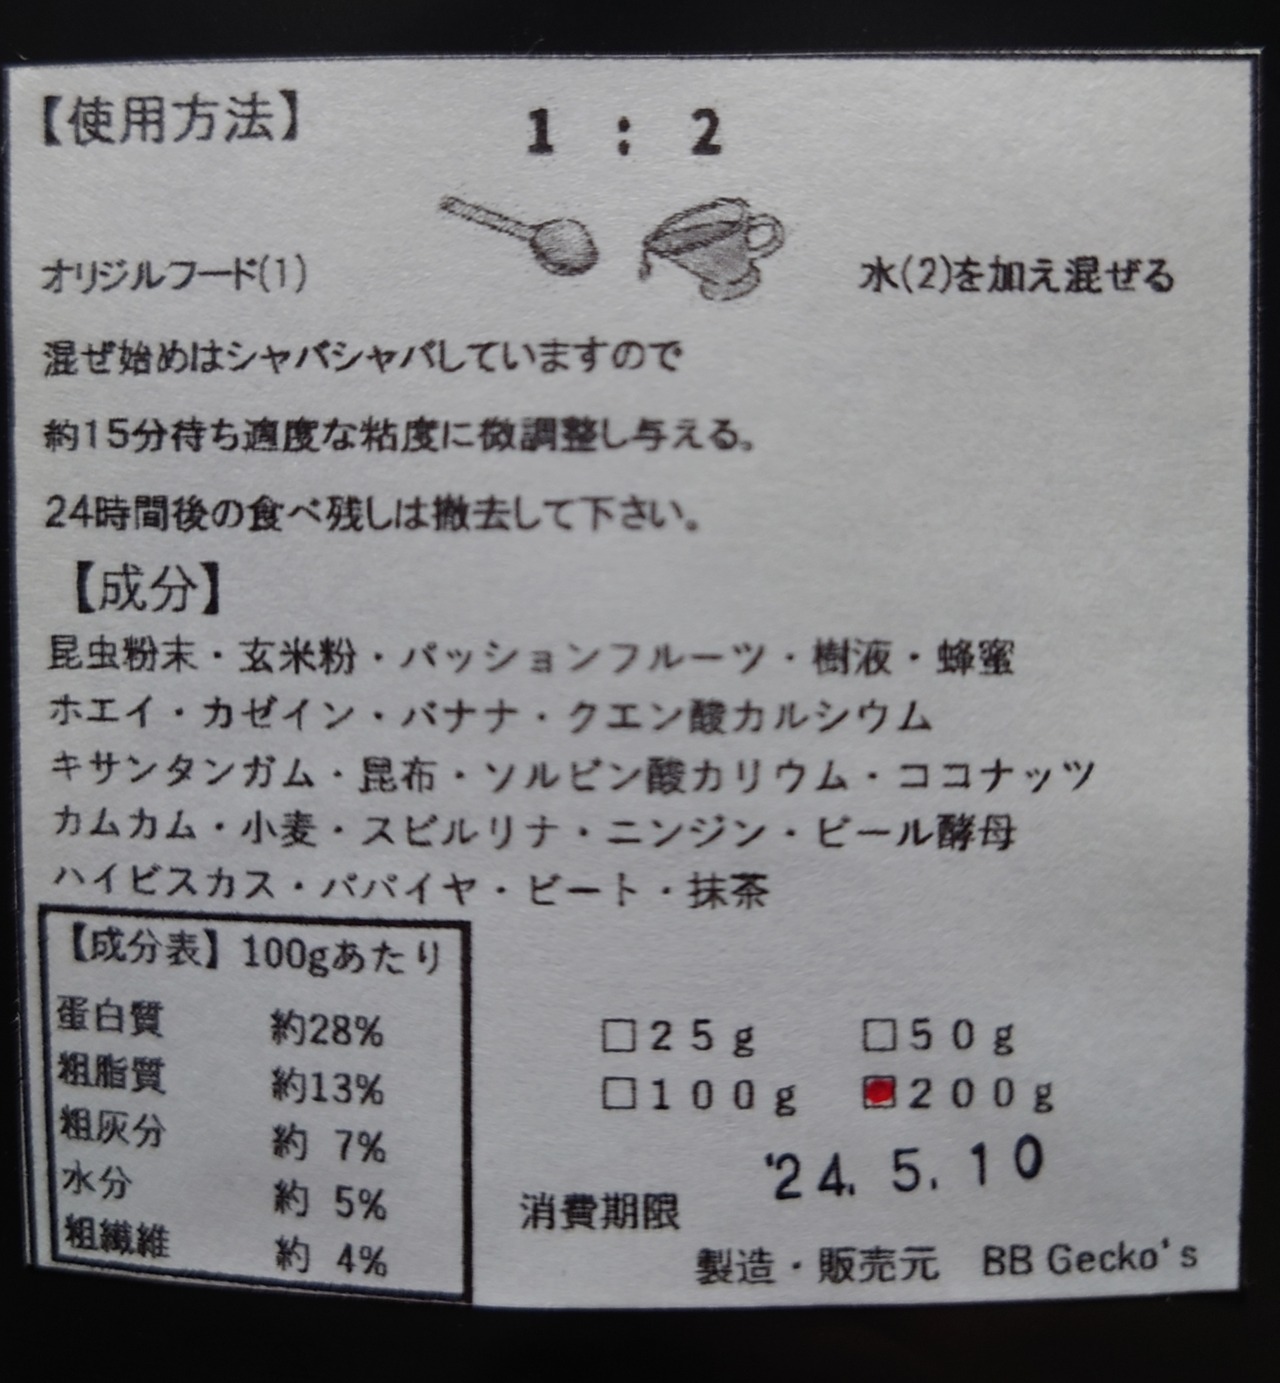 【使用方法】
1 : 2
オリジルフード(1)
水(2)を加え混ぜる
混ぜ始めはシャバシャバしていますので
約15分待ち適度な粘度に微調整し与える。
24時間後の食べ残しは撤去して下さい。
【成分】
昆虫粉末・玄米粉・パッションフルーツ・樹液・蜂蜜
ホエイ・カゼイン・バナナ・クエン酸カルシウム
キサンタンガム・昆布・ソルビン酸カリウム・ココナッツ
カムカム・小麦・スピルリナ・ニンジン・ビール酵母
ハイビスカス・パパイヤ・ビート・抹茶
【成分表】100gあたり
蛋白質 約28%
粗脂質 約13%
粗灰分 約 7%
水分 約 5%
粗繊維 約 4%
□25g □50g
□100g □200g
'24.5.10
消費期限
製造・販売元 BB Gecko's